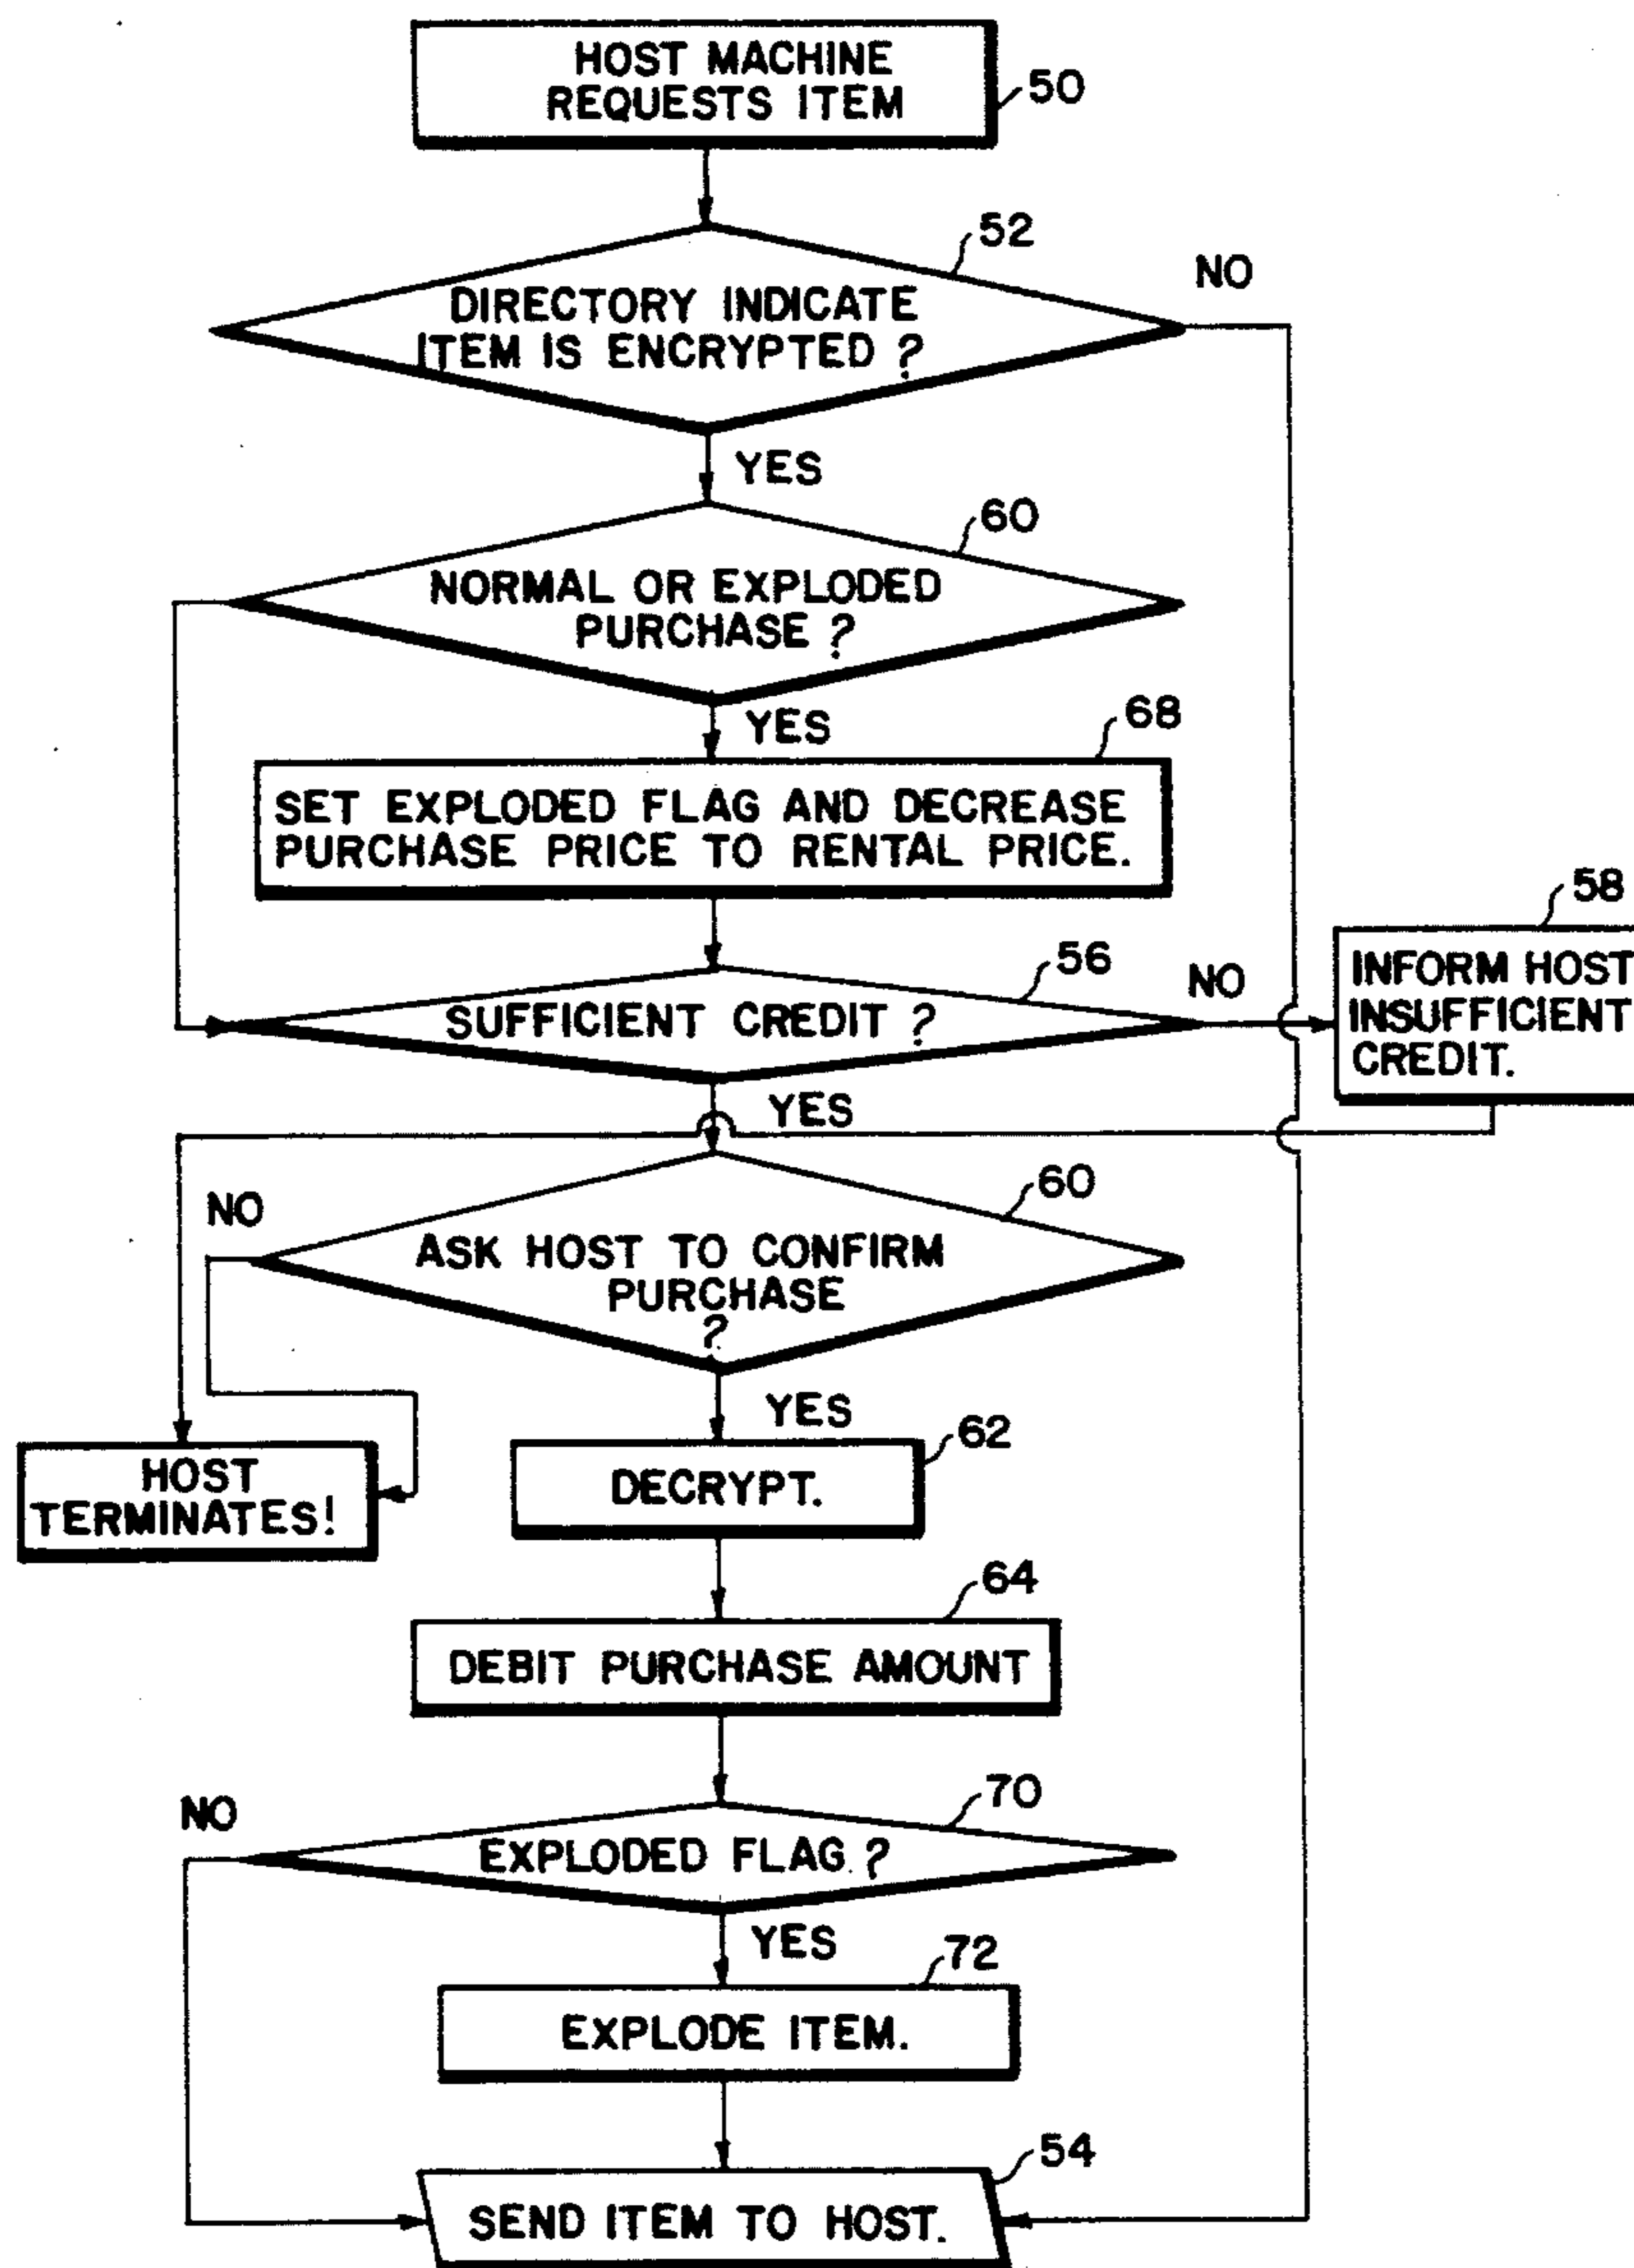 HOST MACHINE
REQUESTS ITEM
50
52
NO
DIRECTORY INDICATE
ITEM IS ENCRYPTED ?
YES
60
NORMAL OR EXPLODED
PURCHASE ?
YES
68
SET EXPLODED FLAG AND DECREASE
PURCHASE PRICE TO RENTAL PRICE.
58
56
NO
INFORM HOST
INSUFFICIENT
CREDIT.
SUFFICIENT CREDIT ?
YES
60
NO
ASK HOST TO CONFIRM
PURCHASE
?
YES
62
HOST
TERMINATES!
DECRYPT.
64
DEBIT PURCHASE AMOUNT
70
NO
EXPLODED FLAG ?
YES
72
EXPLODE ITEM.
54
SEND ITEM TO HOST.